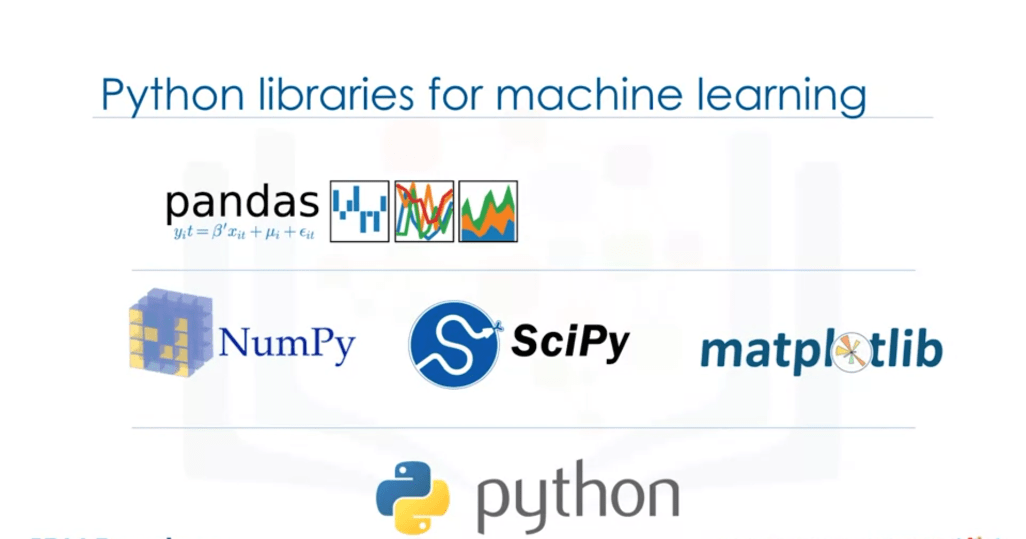 Python libraries for machine learning
pandas
yᵢt = β′xᵢₜ + μᵢ + ϵᵢₜ
NumPy
SciPy
matplotlib
python